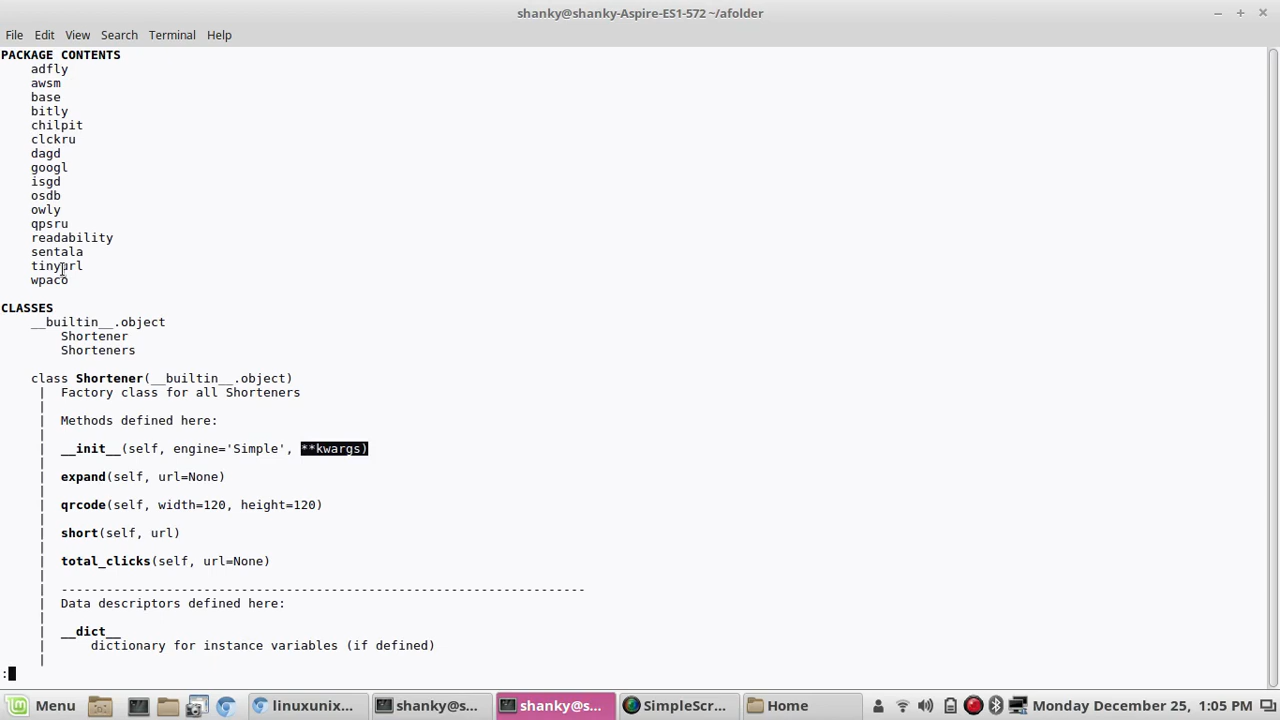 shanky@shanky-Aspire-ES1-572 ~/afolder
File Edit View Search Terminal Help
PACKAGE CONTENTS
adfly
awsm
base
bitly
chilpit
clckru
dagd
googl
isgd
osdb
owly
qpsru
readability
sentala
tinyurl
wpaco
CLASSES
__builtin__.object
Shortener
Shorteners
class Shortener(__builtin__.object)
| Factory class for all Shorteners
|
| Methods defined here:
|
| __init__(self, engine='Simple', **kwargs)
|
| expand(self, url=None)
|
| qrcode(self, width=120, height=120)
|
| short(self, url)
|
| total_clicks(self, url=None)
|
| ----------------------------------------------------------------------
| Data descriptors defined here:
|
| __dict__
| dictionary for instance variables (if defined)
|
:
Menu linuxunix... shanky@s... shanky@s... SimpleScr... Home Monday December 25, 1:05 PM